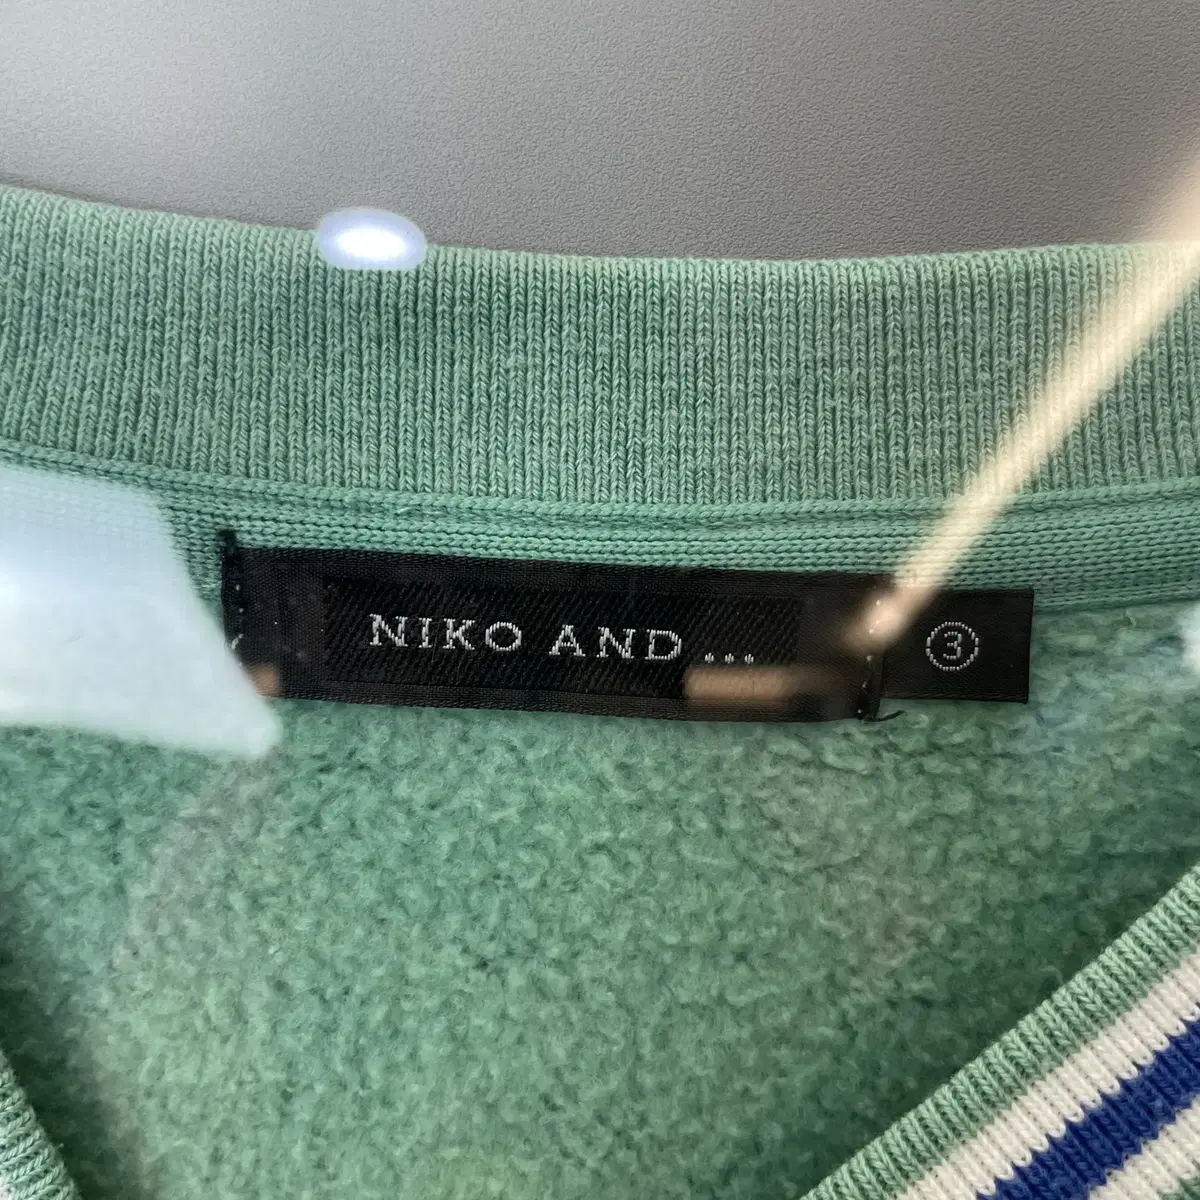 NIKO AND ...
3